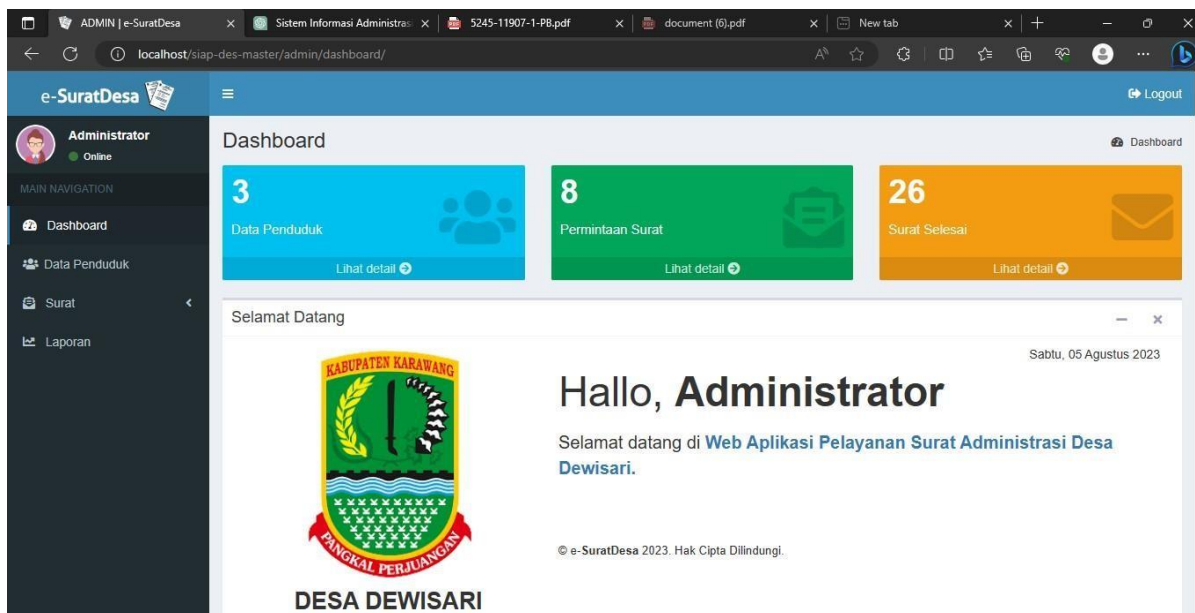 ADMIN | e-SuratDesa
Sistem Informasi Administras
5245-11907-1-PB.pdf
document (6).pdf
New tab
localhost/siap-des-master/admin/dashboard/
e-SuratDesa
Logout
Administrator
Online
MAIN NAVIGATION
Dashboard
Data Penduduk
Surat
Laporan
Dashboard
Dashboard
3
Data Penduduk
Lihat detail
8
Permintaan Surat
Lihat detail
26
Surat Selesai
Lihat detail
Selamat Datang
Sabtu, 05 Agustus 2023
KABUPATEN KARAWANG
PANGKAL PERJUANGAN
DESA DEWISARI
Hallo, Administrator
Selamat datang di Web Aplikasi Pelayanan Surat Administrasi Desa
Dewisari.
© e-SuratDesa 2023. Hak Cipta Dilindungi.